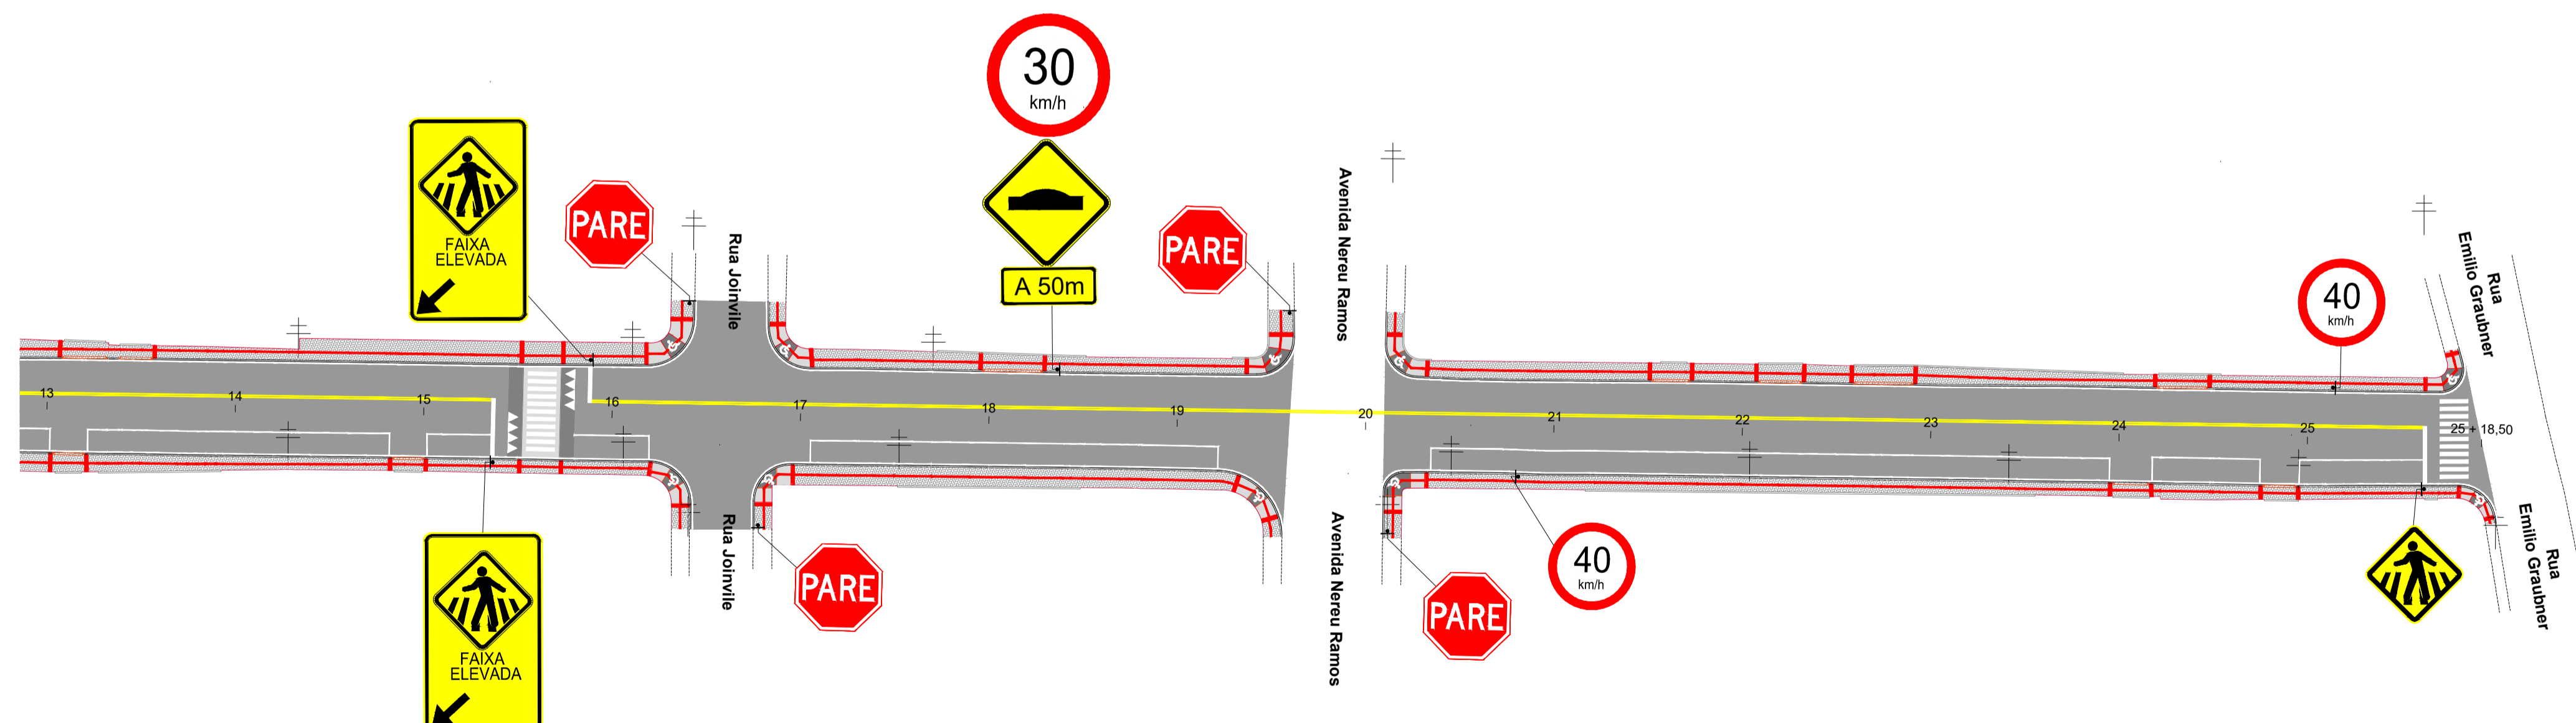 30
km/h
A 50m
FAIXA
ELEVADA
PARE
Rua Joinvile
PARE
Avenida Nereu Ramos
40
km/h
Rua
Emilio Graubner
13
14
15
16
17
18
19
20
21
22
23
24
25
25 + 18,50
FAIXA
ELEVADA
Rua Joinvile
PARE
Avenida Nereu Ramos
PARE
40
km/h
Rua
Emilio Graubner